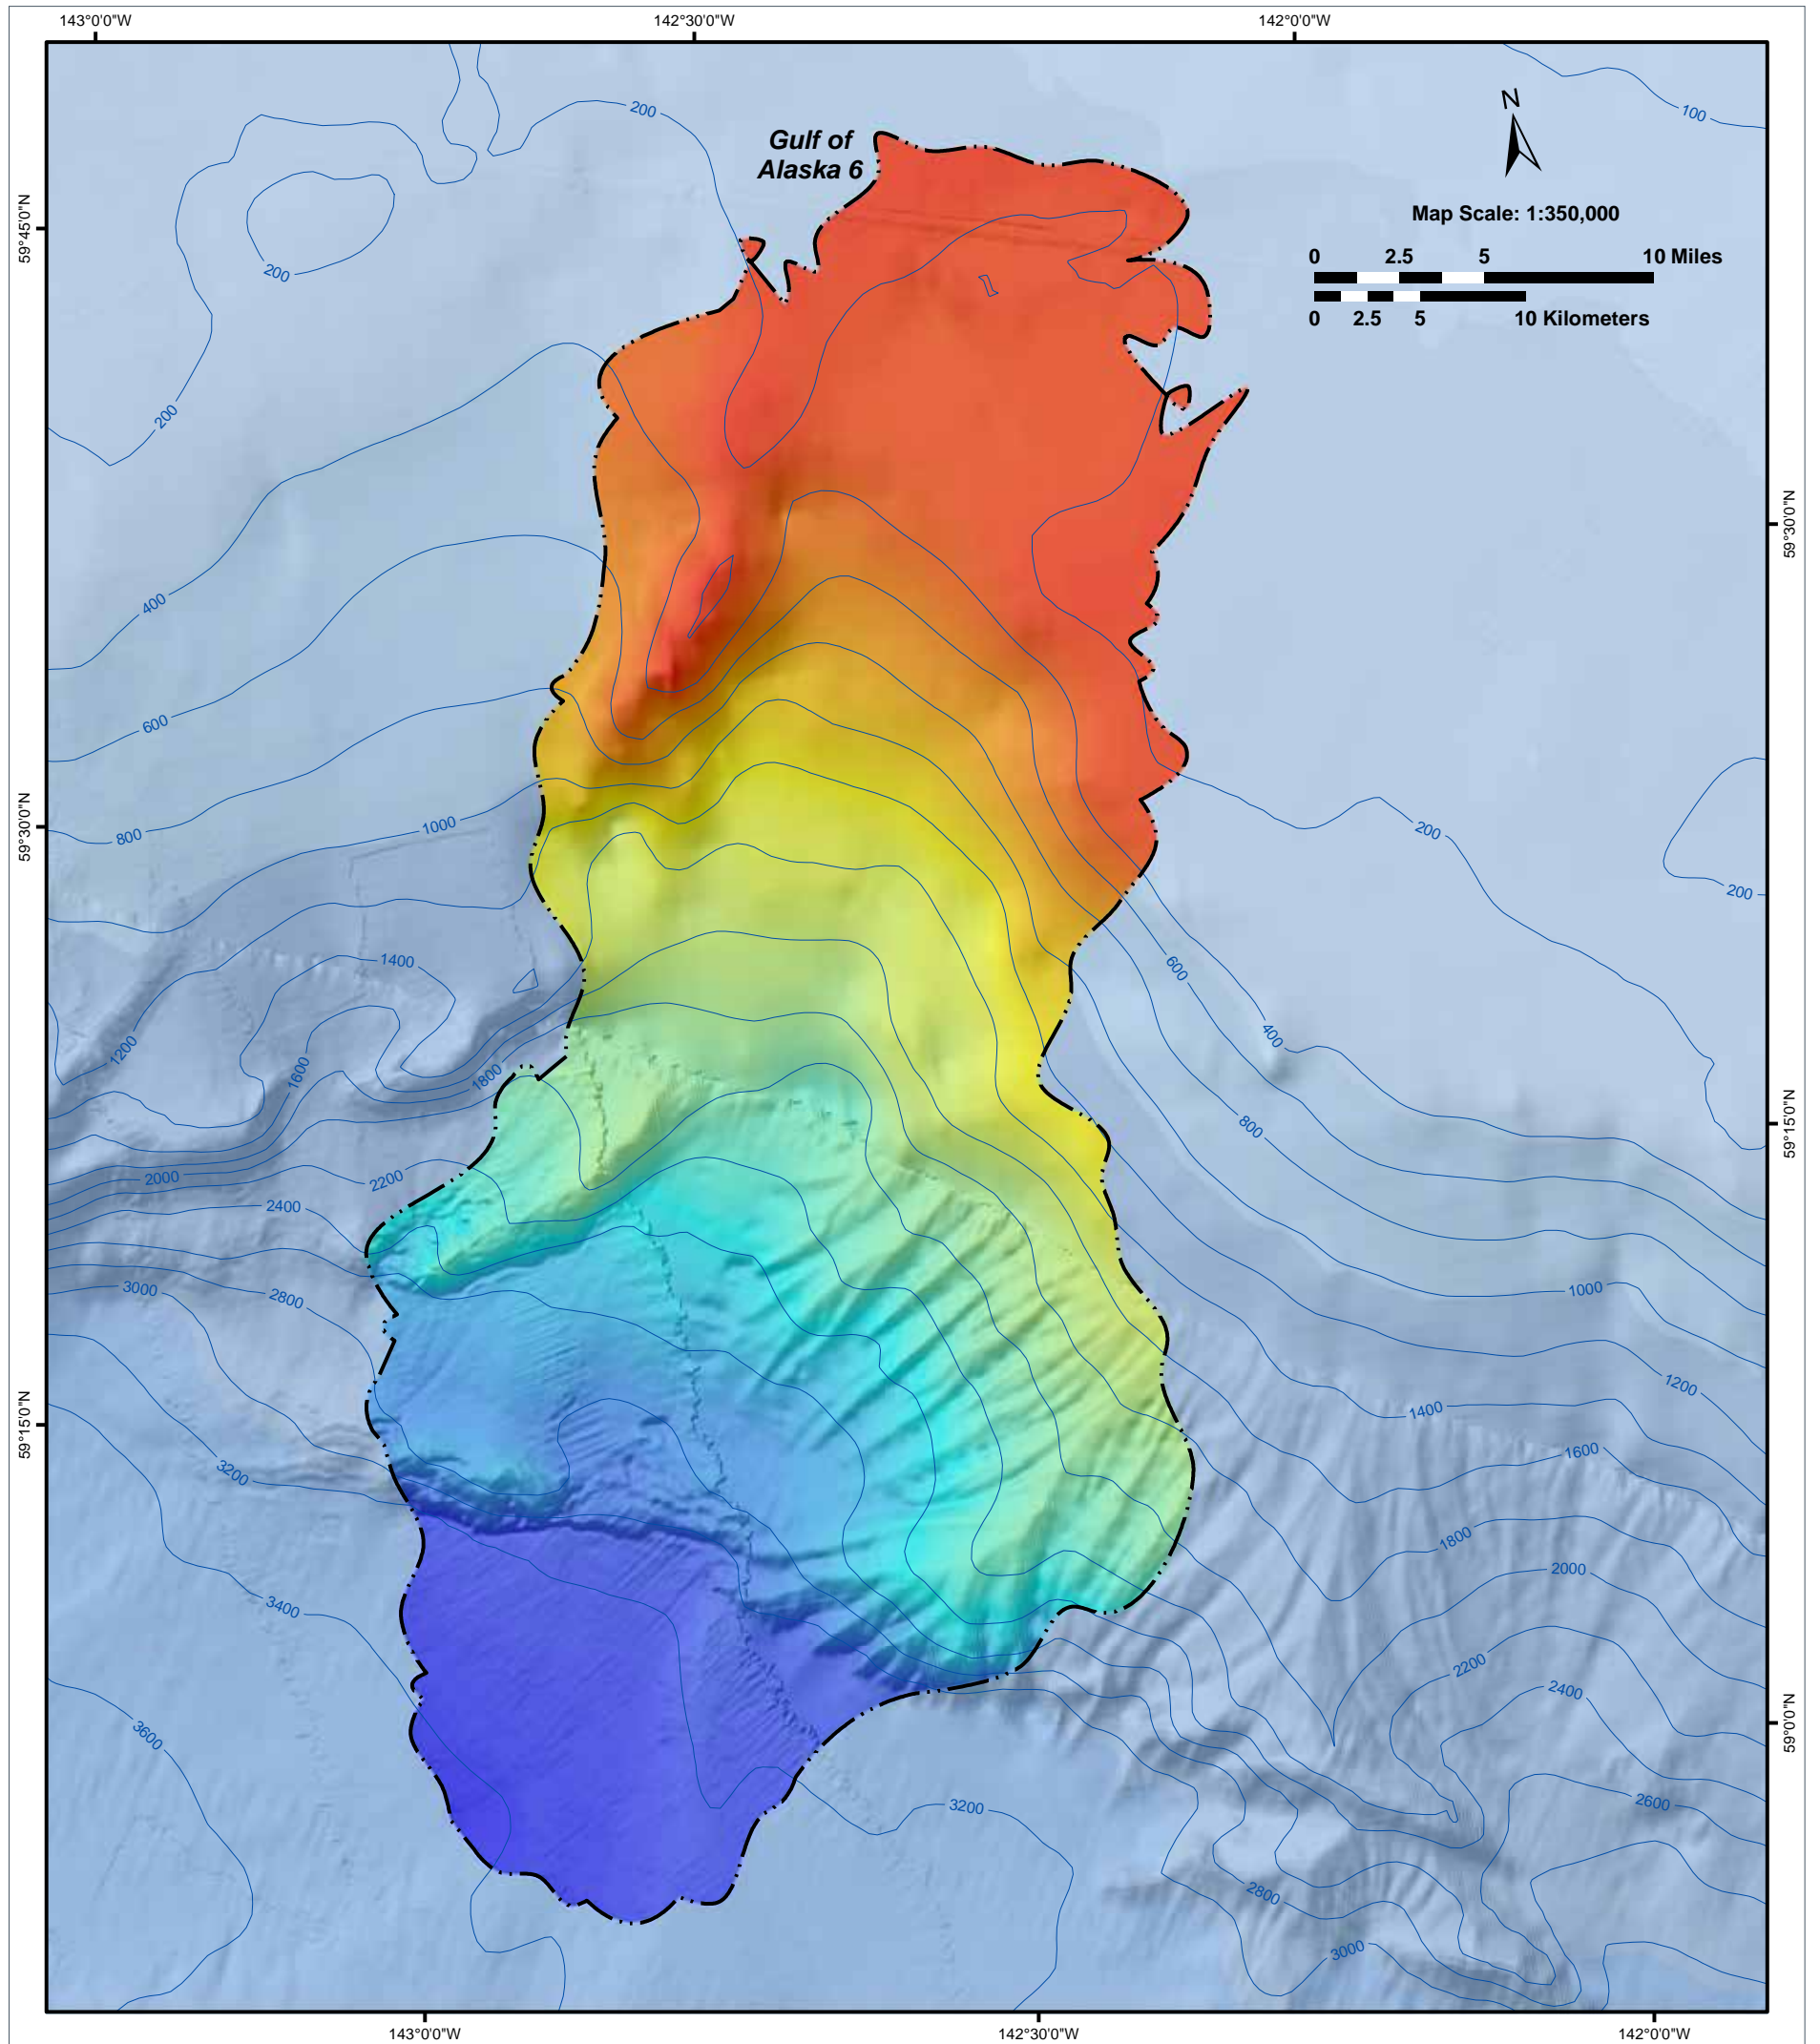 143°0'0"W
142°30'0"W
142°0'0"W
N
100
200
Gulf of
Alaska 6
Map Scale: 1:350,000
59°45'0"N
200
0 2.5 5 10 Miles
0 2.5 5 10 Kilometers
200
59°30'0"N
400
600
800
1000
59°30'0"N
200
200
1400
600
400
1200
1600
1800
800
59°15'0"N
2000
2200
2400
3000
2800
1000
1200
1400
59°15'0"N
1600
3200
1800
2000
3400
2200
2400
3600
59°0'0"N
3200
2600
2800
3000
143°0'0"W
142°30'0"W
142°0'0"W